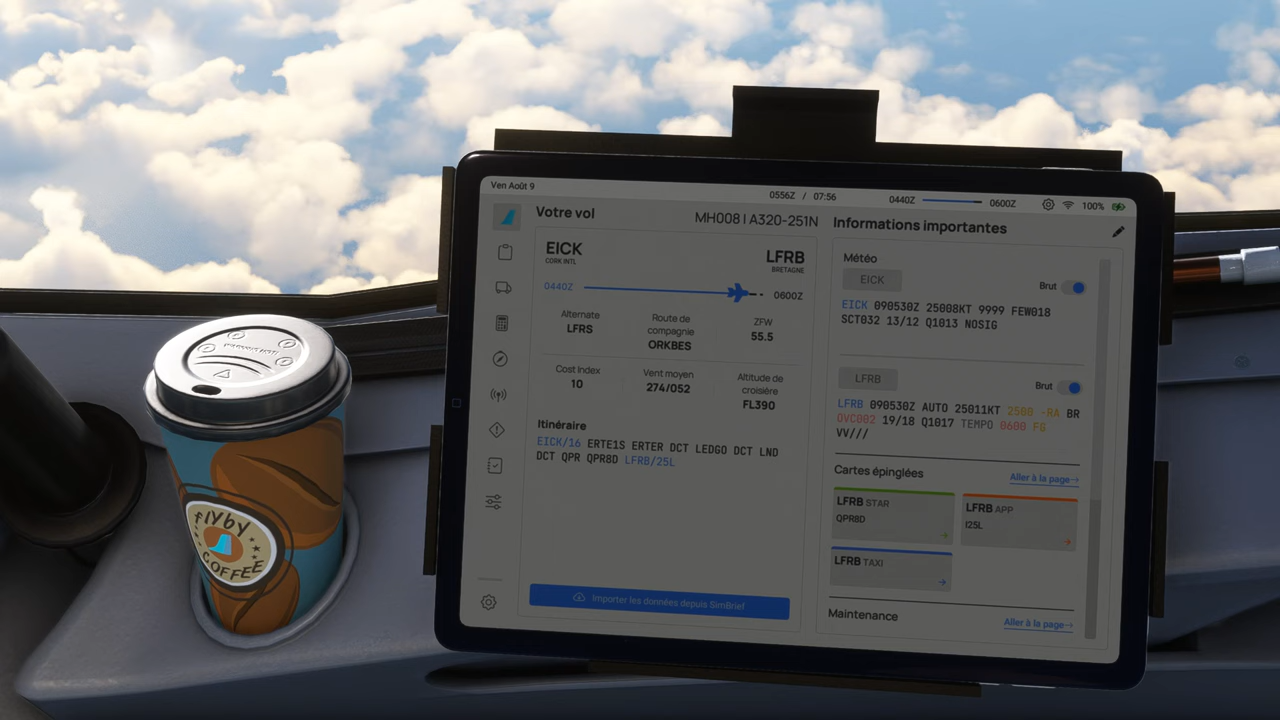 Ven Août 9
0556Z / 07:56
0440Z
0600Z
100%
Votre vol
MH008 | A320-251N
EICK
CORK INTL
LFRB
BRETAGNE
0440Z
0600Z
Alternate
LFRS
Route de
compagnie
ORKBES
ZFW
55.5
Cost Index
10
Vent moyen
274/052
Altitude de
croisière
FL390
Itinéraire
EICK/16 ERTE1S ERTER DCT LEDGO DCT LND
DCT QPR QPR8D LFRB/25L
Importer les données depuis SimBrief
Informations importantes
Météo
EICK
Brut
EICK 090530Z 25008KT 9999 FEW018
SCT032 13/12 Q1013 NOSIG
LFRB
Brut
LFRB 090530Z AUTO 25011KT 2500 -RA BR
OVC002 19/18 Q1017 TEMPO 0600 FG
VV///
Cartes épinglées
Aller à la page
LFRB STAR
QPR8D
LFRB APP
I25L
LFRB TAXI
Maintenance
Aller à la page
flyby
COFFEE